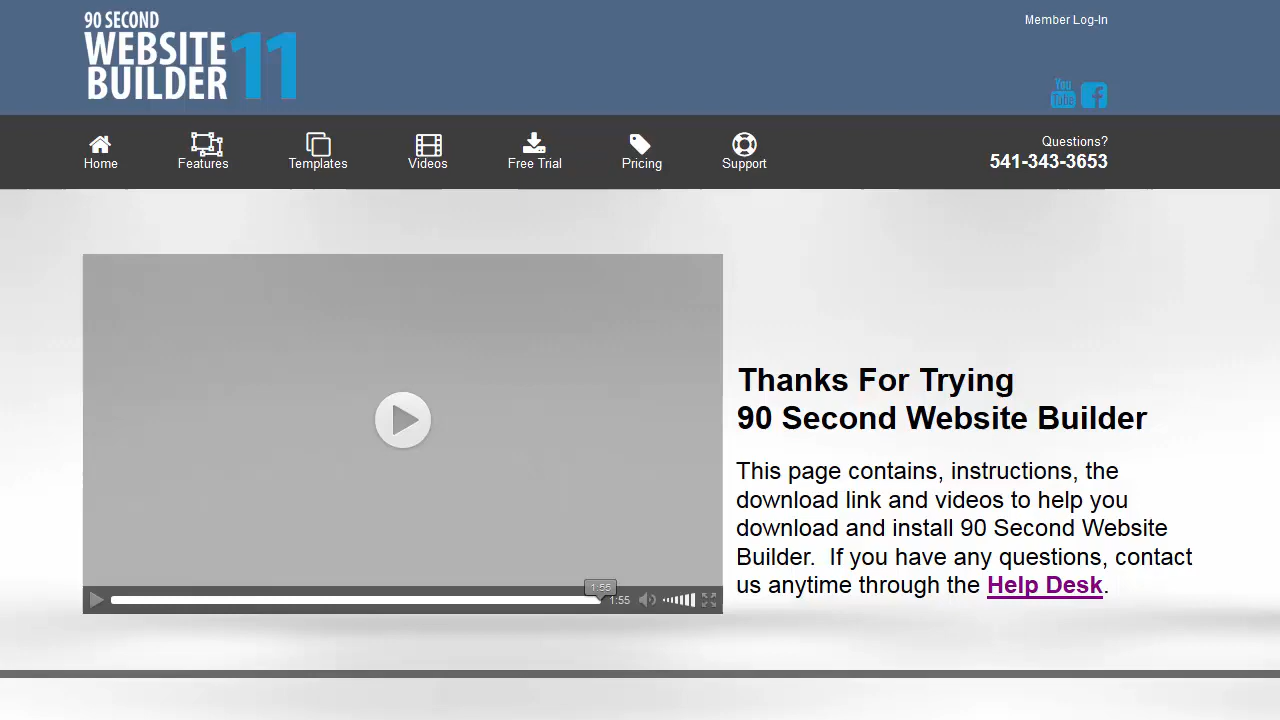 90 SECOND
WEBSITE
BUILDER 11
Member Log-In
You
Tube
Home
Features
Templates
Videos
Free Trial
Pricing
Support
Questions?
541-343-3653
Thanks For Trying
90 Second Website Builder
This page contains, instructions, the
download link and videos to help you
download and install 90 Second Website
Builder.  If you have any questions, contact
us anytime through the Help Desk.
1:55
1:55